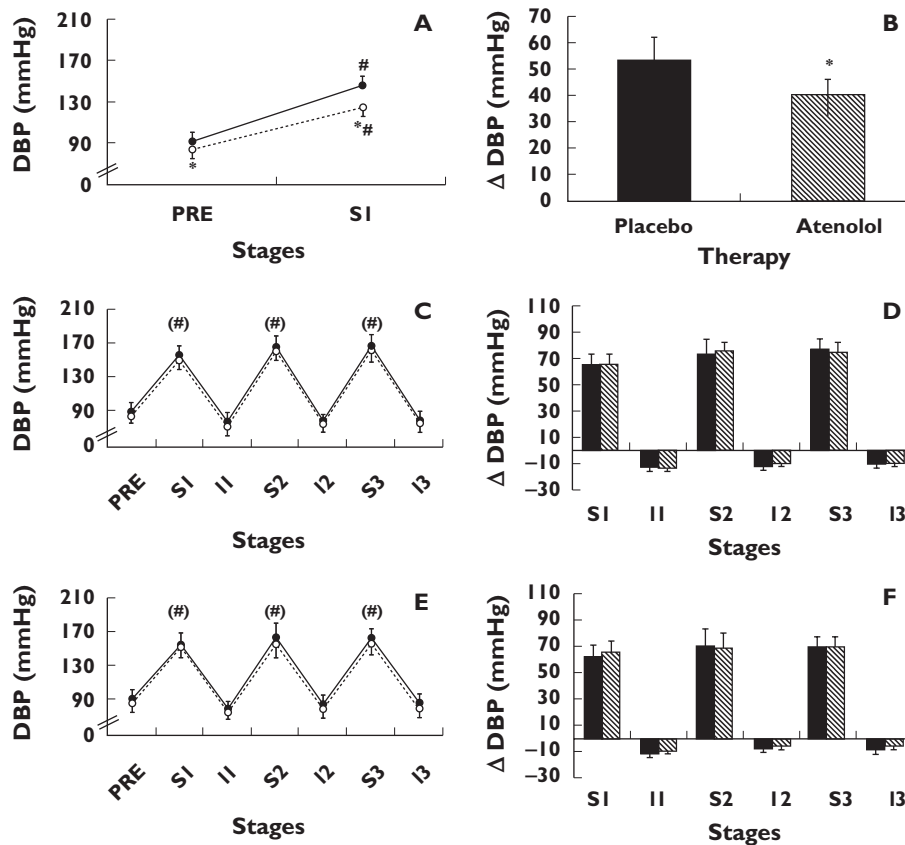 A
DBP (mmHg)
210
170
130
90
0
#
*#
*
PRE S1
Stages
B
Δ DBP (mmHg)
70
60
50
40
30
20
10
0
*
Placebo Atenolol
Therapy
C
DBP (mmHg)
210
170
130
90
0
(#) (#) (#)
PRE S1 I1 S2 I2 S3 I3
Stages
D
Δ DBP (mmHg)
110
90
70
50
30
10
−10
−30
S1 I1 S2 I2 S3 I3
Stages
E
DBP (mmHg)
210
170
130
90
0
(#) (#) (#)
PRE S1 I1 S2 I2 S3 I3
Stages
F
Δ DBP (mmHg)
110
90
70
50
30
10
−10
−30
S1 I1 S2 I2 S3 I3
Stages